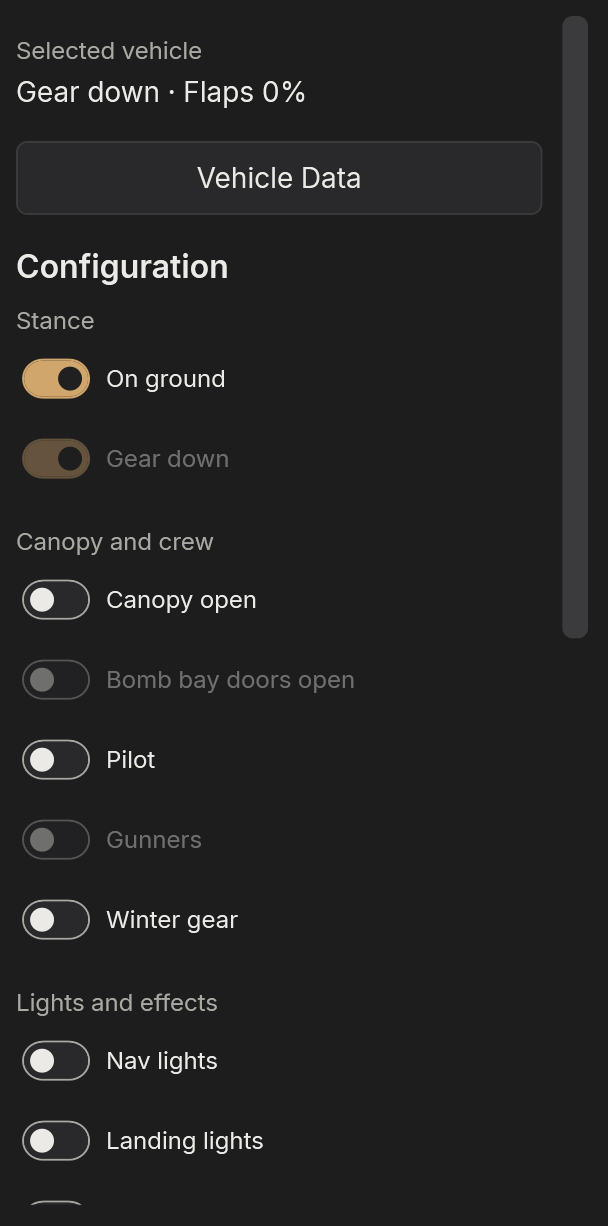 Selected vehicle
Gear down · Flaps 0%
Vehicle Data
Configuration
Stance
On ground
Gear down
Canopy and crew
Canopy open
Bomb bay doors open
Pilot
Gunners
Winter gear
Lights and effects
Nav lights
Landing lights